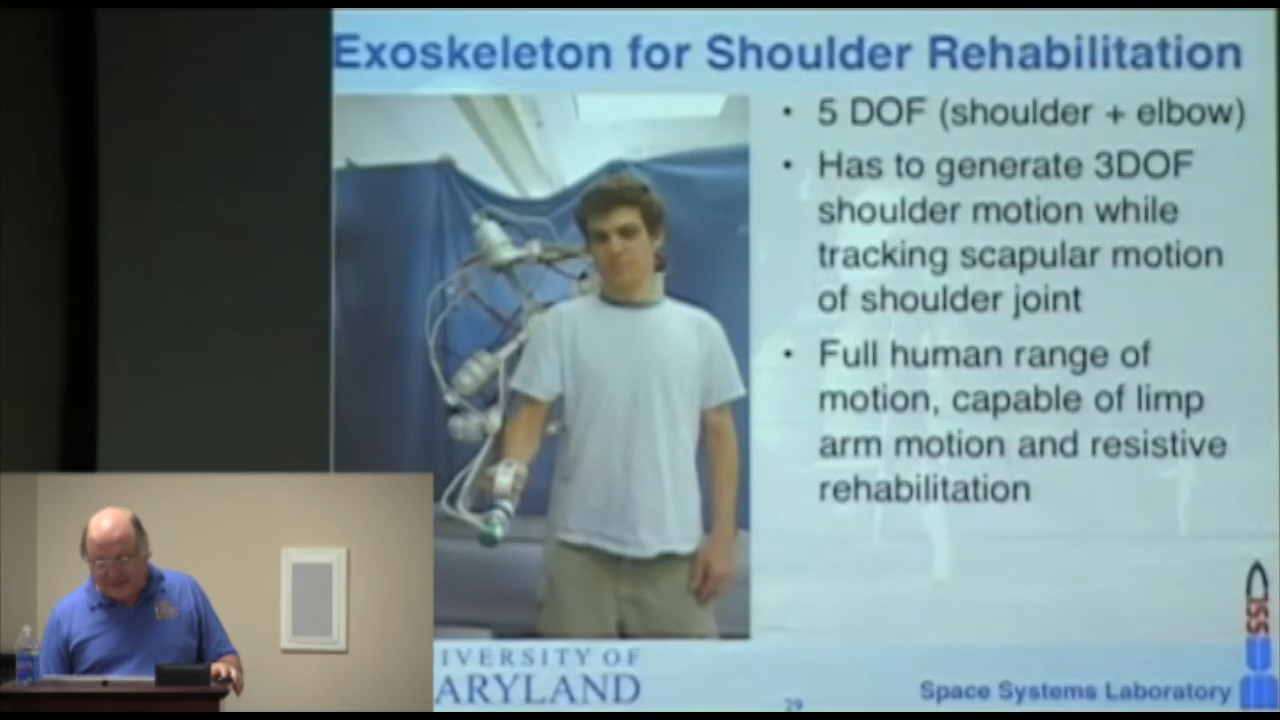 Exoskeleton for Shoulder Rehabilitation
• 5 DOF (shoulder + elbow)
• Has to generate 3DOF
shoulder motion while
tracking scapular motion
of shoulder joint
• Full human range of
motion, capable of limp
arm motion and resistive
rehabilitation
IVERSITY OF
ARYLAND
29
Space Systems Laboratory